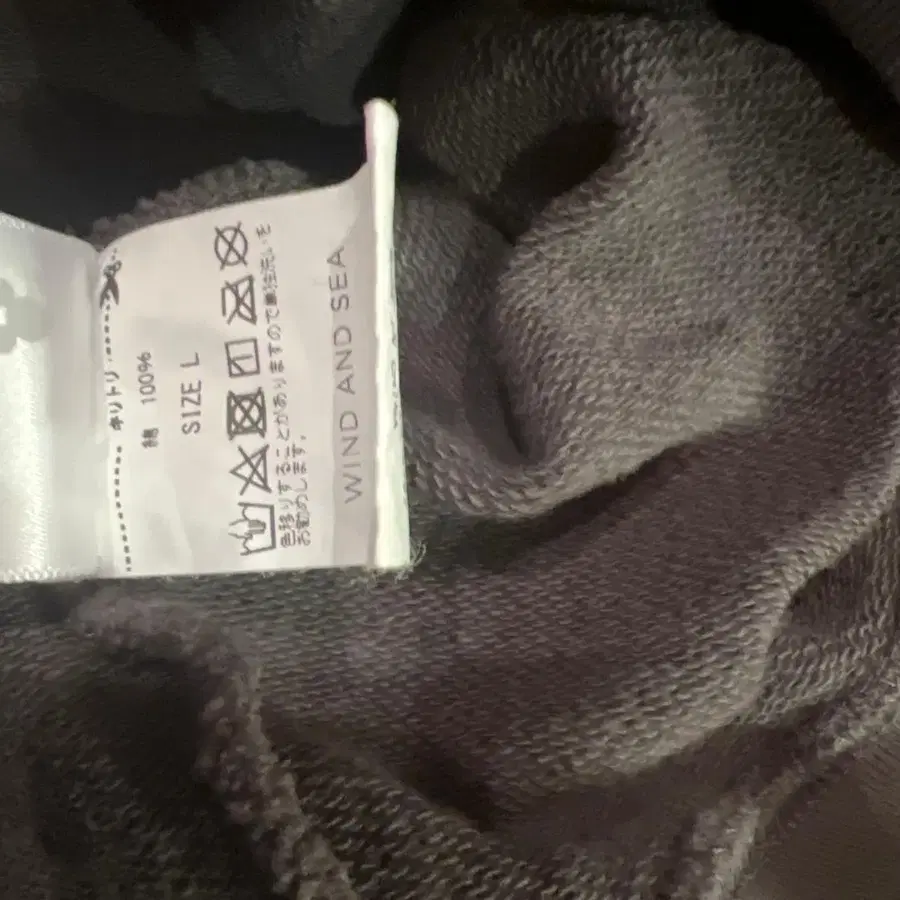 キリトリ
綿 100%
SIZE L
色移りすることがありますので単独洗いを
お勧めします。
WIND AND SEA